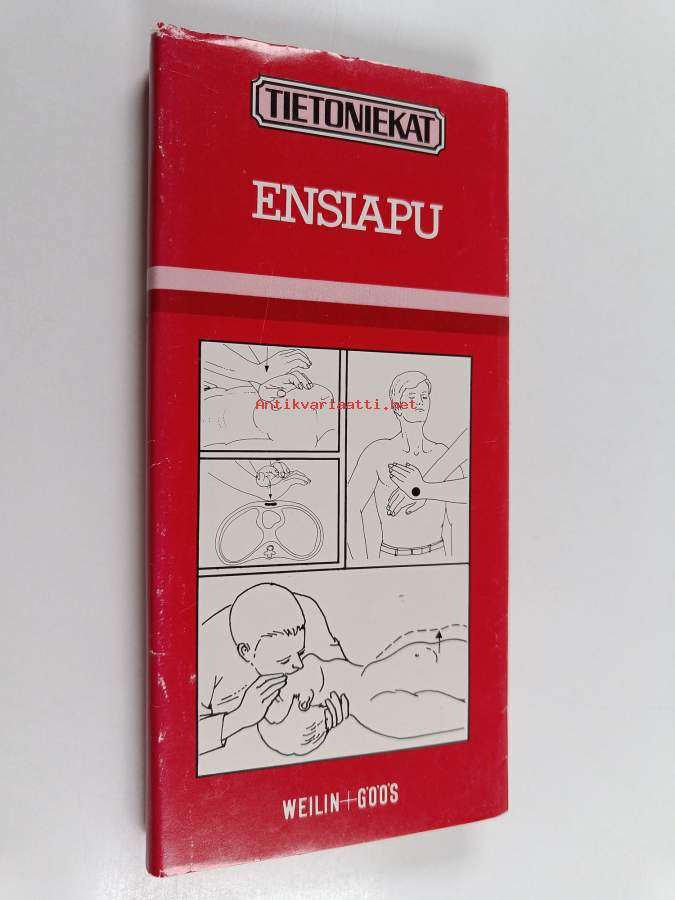 TIETONIEKAT
ENSIAPU
Antikvariaatti.net
WEILIN+GÖÖS